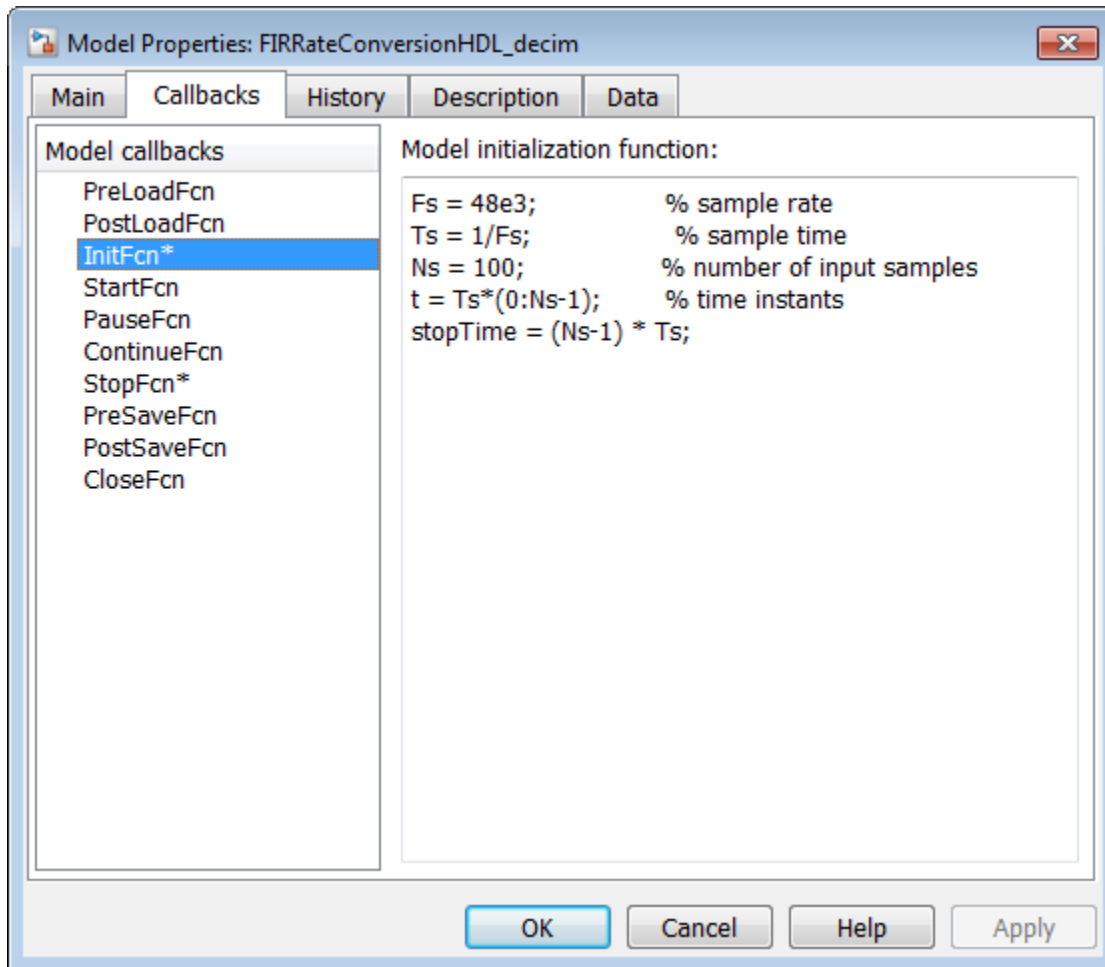 Model Properties: FIRRateConversionHDL_decim
Main Callbacks History Description Data
Model callbacks
PreLoadFcn
PostLoadFcn
InitFcn*
StartFcn
PauseFcn
ContinueFcn
StopFcn*
PreSaveFcn
PostSaveFcn
CloseFcn
Model initialization function:
Fs = 48e3; % sample rate
Ts = 1/Fs; % sample time
Ns = 100; % number of input samples
t = Ts*(0:Ns-1); % time instants
stopTime = (Ns-1) * Ts;
OK Cancel Help Apply